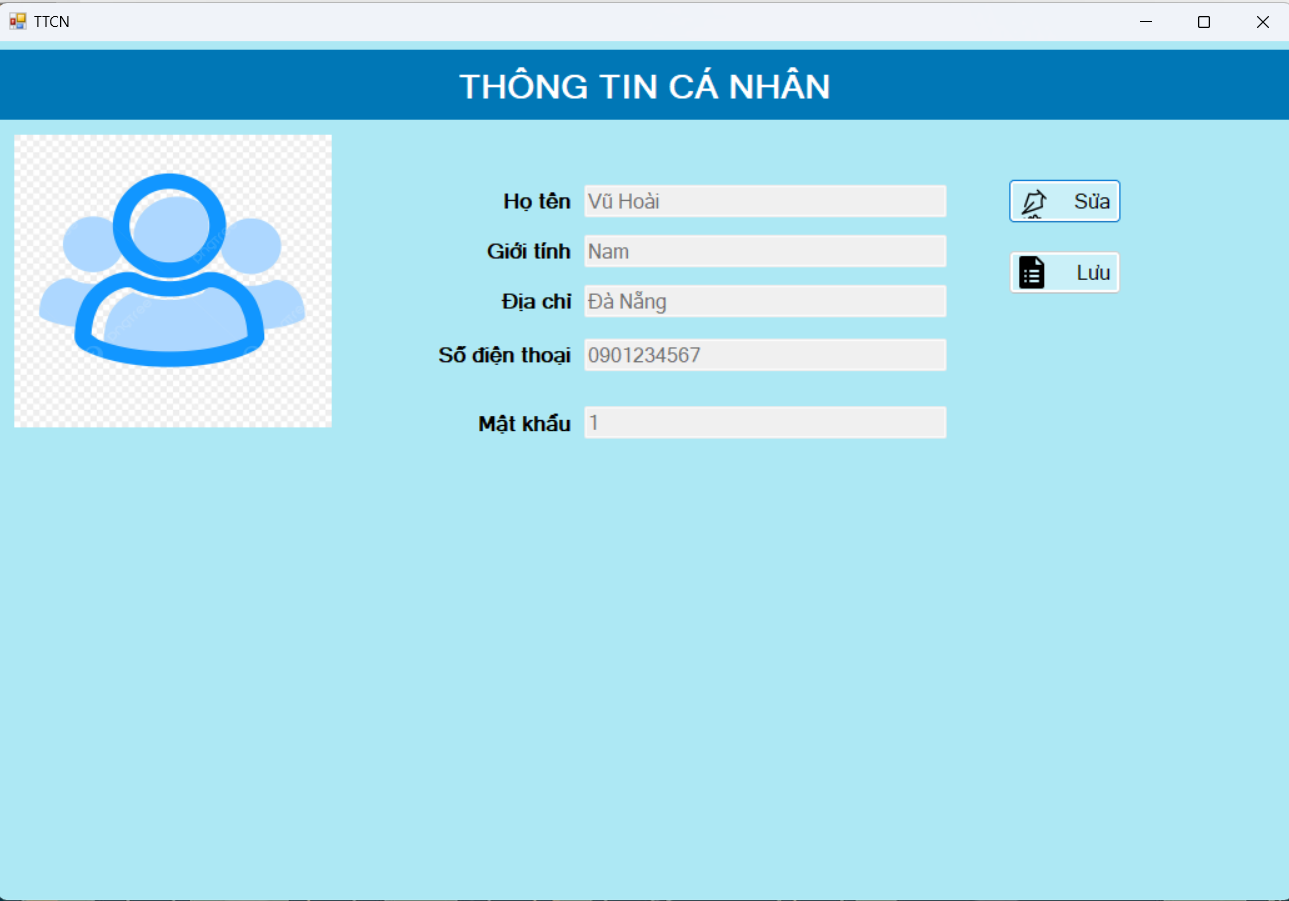 TTCN
THÔNG TIN CÁ NHÂN
Họ tên Vũ Hoài
Sửa
Giới tính Nam
Lưu
Địa chỉ Đà Nẵng
Số điện thoại 0901234567
Mật khẩu 1